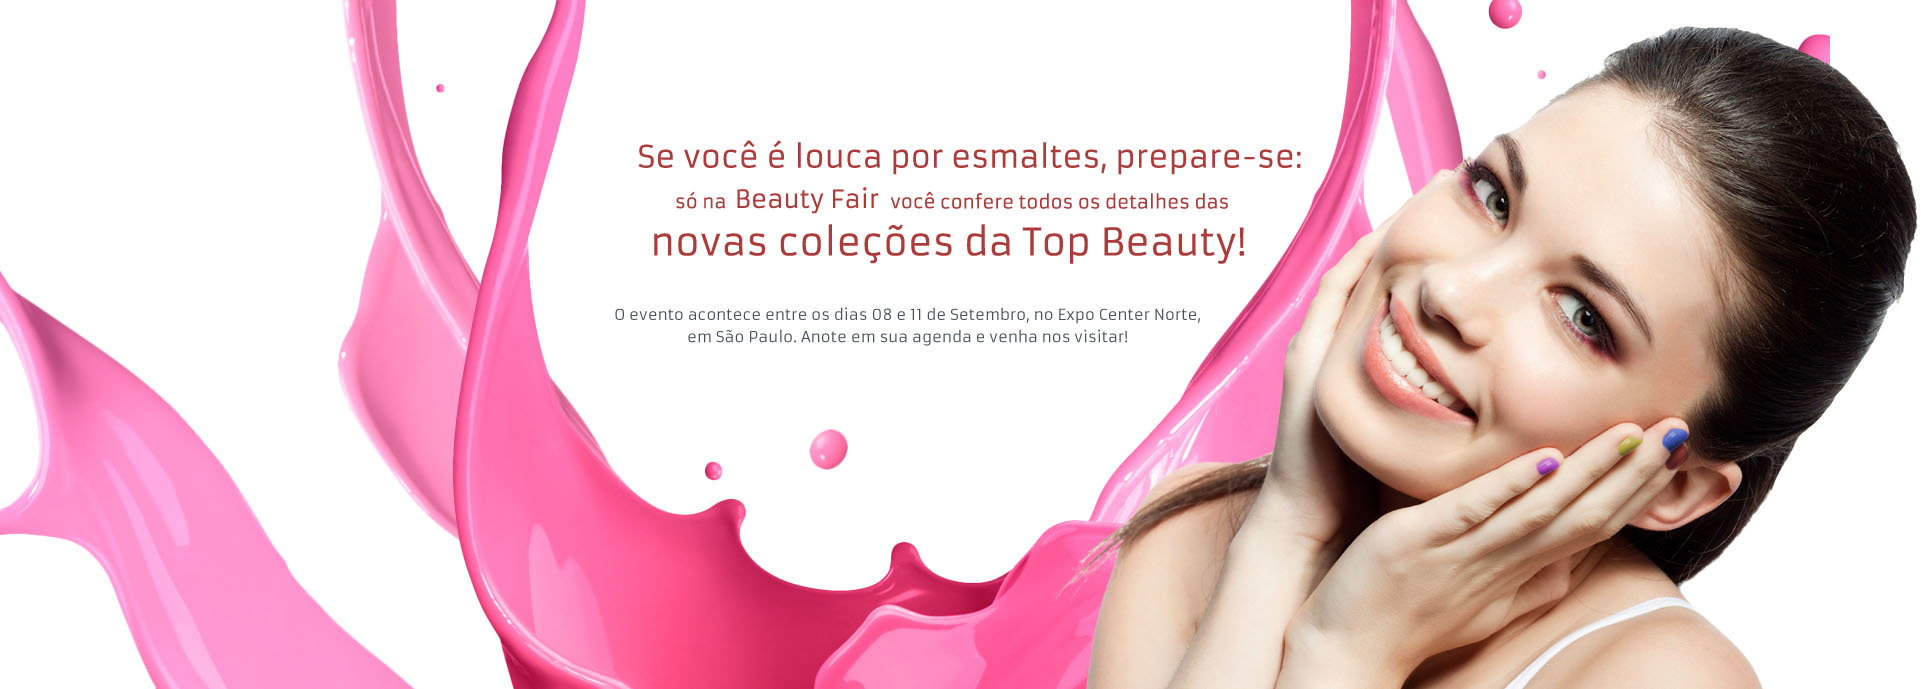 Se você é louca por esmaltes, prepare-se:
só na Beauty Fair você confere todos os detalhes das
novas coleções da Top Beauty!
O evento acontece entre os dias 08 e 11 de Setembro, no Expo Center Norte,
em São Paulo. Anote em sua agenda e venha nos visitar!